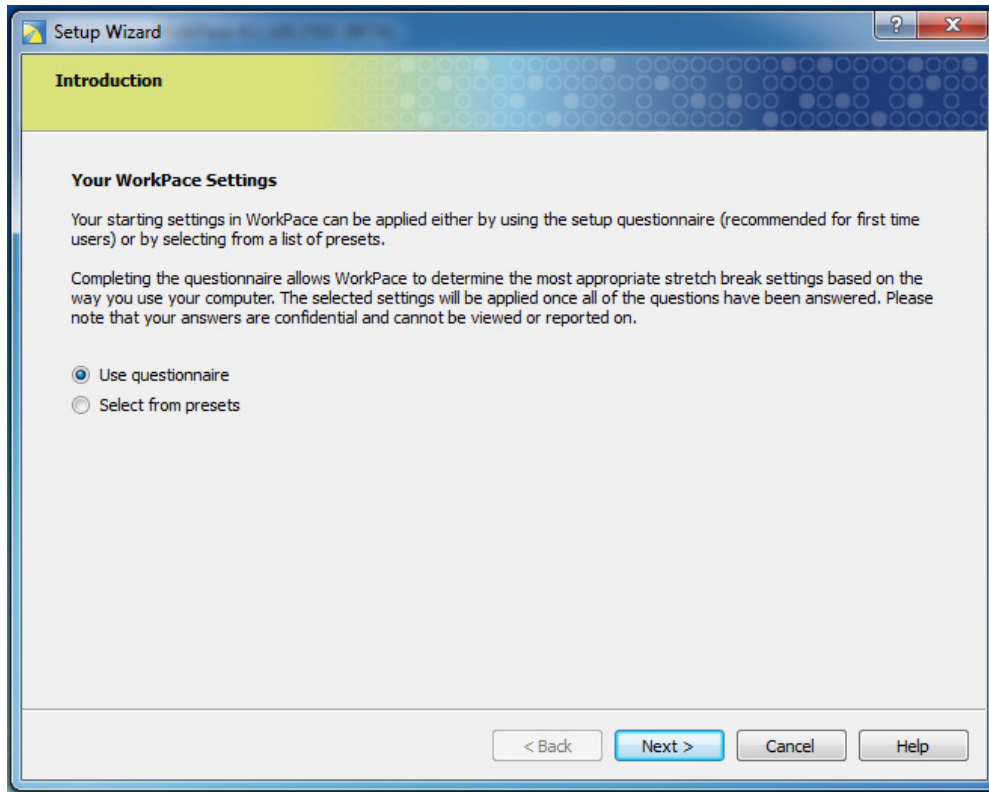 Setup Wizard
?
X
Introduction
Your WorkPace Settings
Your starting settings in WorkPace can be applied either by using the setup questionnaire (recommended for first time
users) or by selecting from a list of presets.
Completing the questionnaire allows WorkPace to determine the most appropriate stretch break settings based on the
way you use your computer. The selected settings will be applied once all of the questions have been answered. Please
note that your answers are confidential and cannot be viewed or reported on.
Use questionnaire
Select from presets
< Back Next > Cancel Help